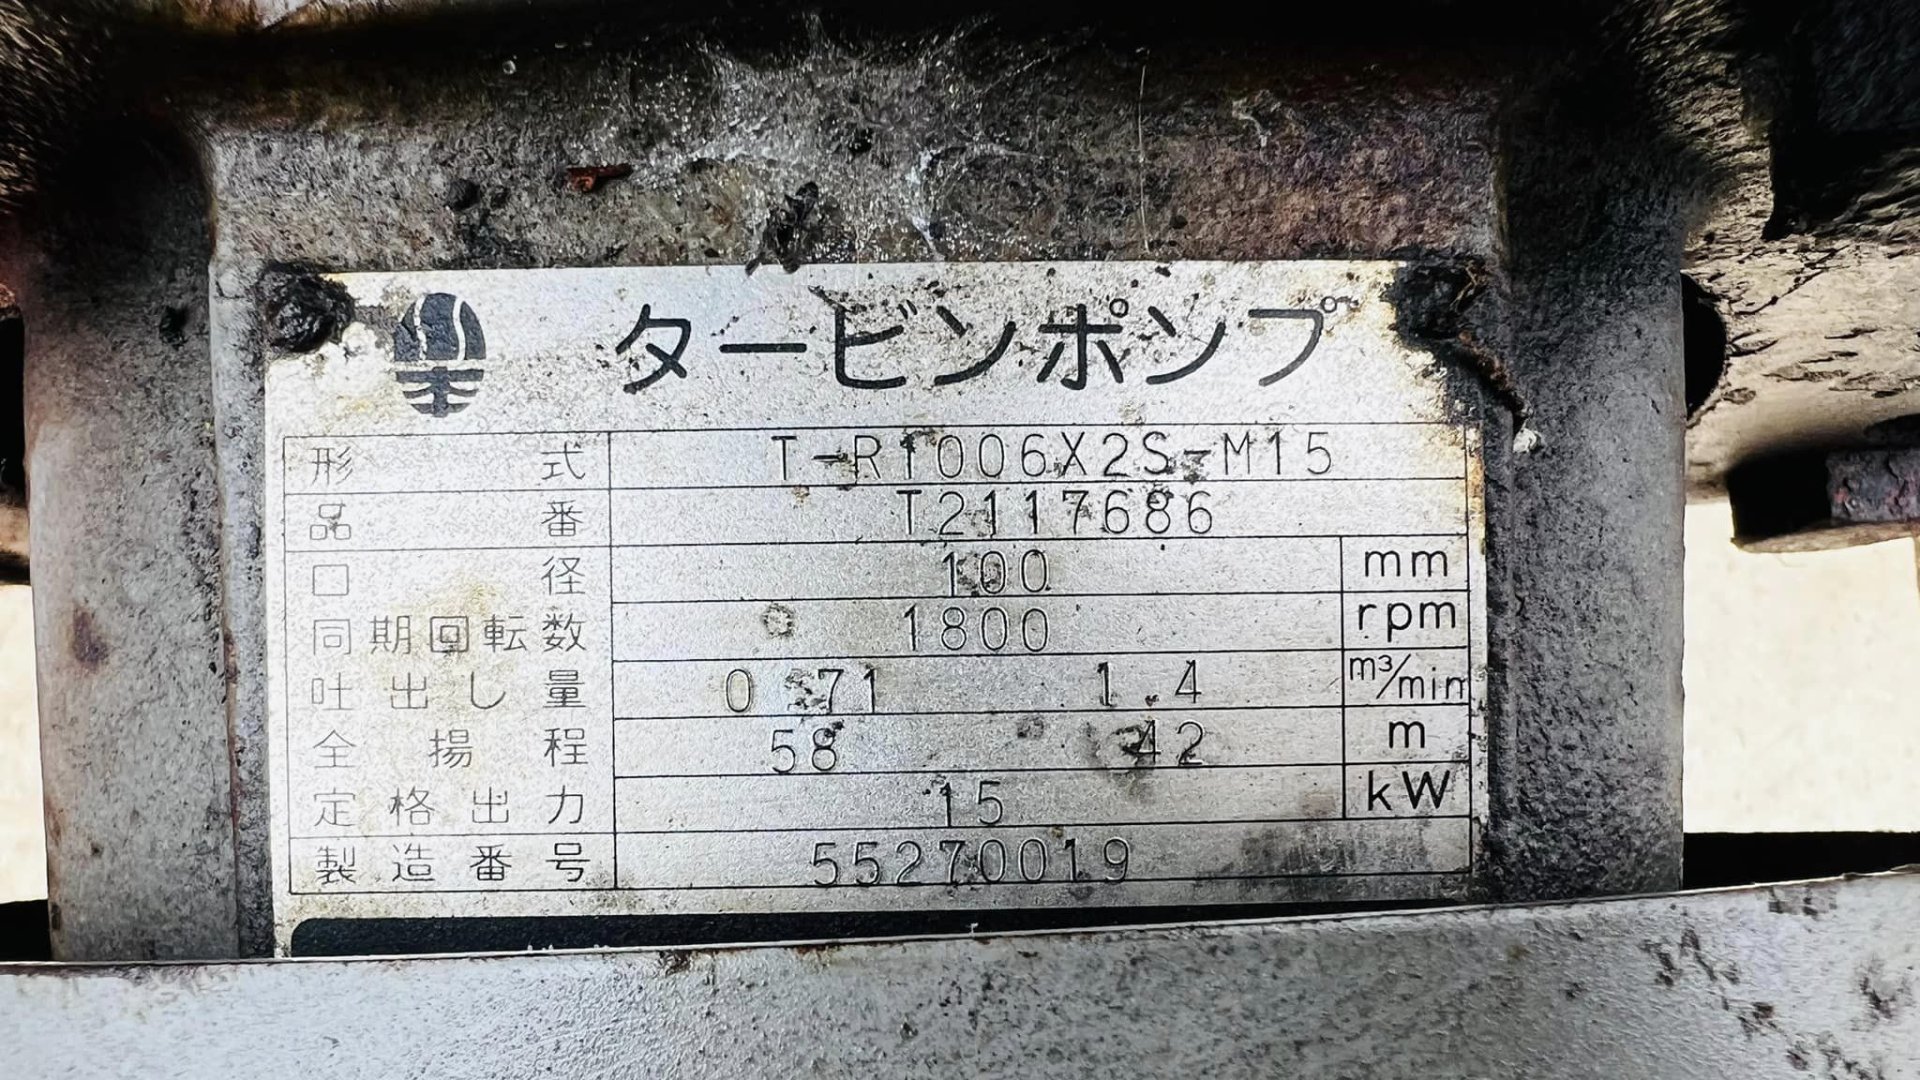 タービンポンプ
形式 T-R1006X2S-M15
品番 T2117686
口径 100 mm
同期回転数 1800 rpm
吐出し量 0.71 1.4 m³/min
全揚程 58 42 m
定格出力 15 kW
製造番号 55270019